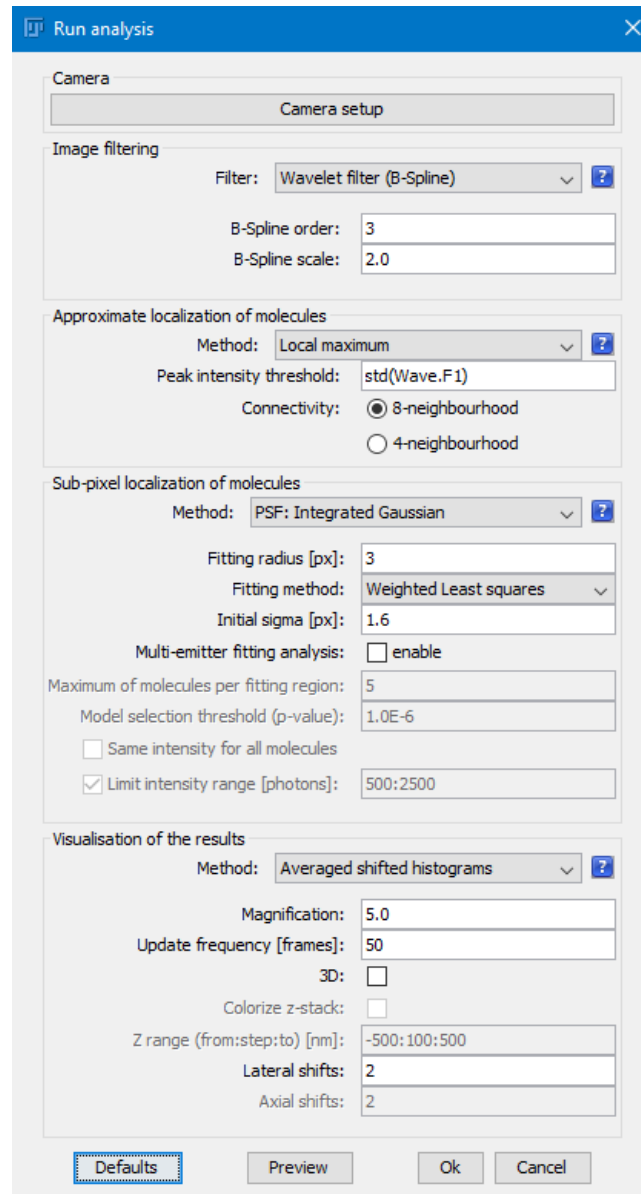 Run analysis
Camera
Camera setup
Image filtering
Filter: Wavelet filter (B-Spline) ?
B-Spline order: 3
B-Spline scale: 2.0
Approximate localization of molecules
Method: Local maximum ?
Peak intensity threshold: std(Wave.F1)
Connectivity: 8-neighbourhood
4-neighbourhood
Sub-pixel localization of molecules
Method: PSF: Integrated Gaussian ?
Fitting radius [px]: 3
Fitting method: Weighted Least squares
Initial sigma [px]: 1.6
Multi-emitter fitting analysis: enable
Maximum of molecules per fitting region: 5
Model selection threshold (p-value): 1.0E-6
Same intensity for all molecules
Limit intensity range [photons]: 500:2500
Visualisation of the results
Method: Averaged shifted histograms ?
Magnification: 5.0
Update frequency [frames]: 50
3D:
Colorize z-stack:
Z range (from:step:to) [nm]: -500:100:500
Lateral shifts: 2
Axial shifts: 2
Defaults Preview Ok Cancel